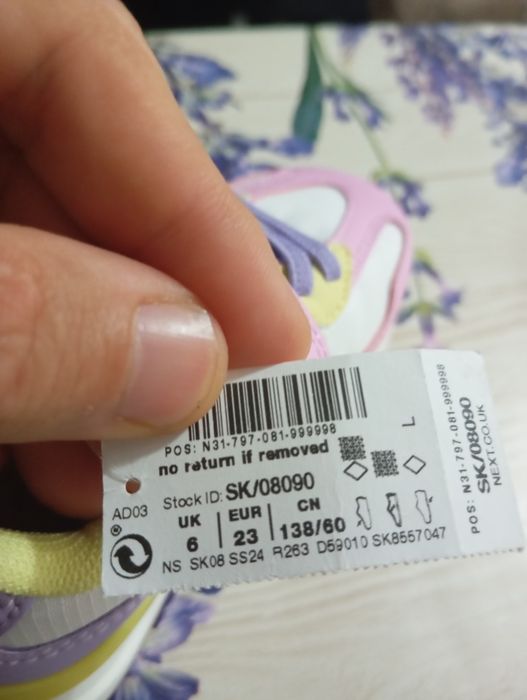 POS: N31-797-081-999998
no return if removed
L
AD03
Stock ID: SK/08090
UK EUR CN
6 23 138/60
NS SK08 SS24 R263 D59010 SK8557047
POS: N31-797-081-999998
SK/08090
NEXT.CO.UK